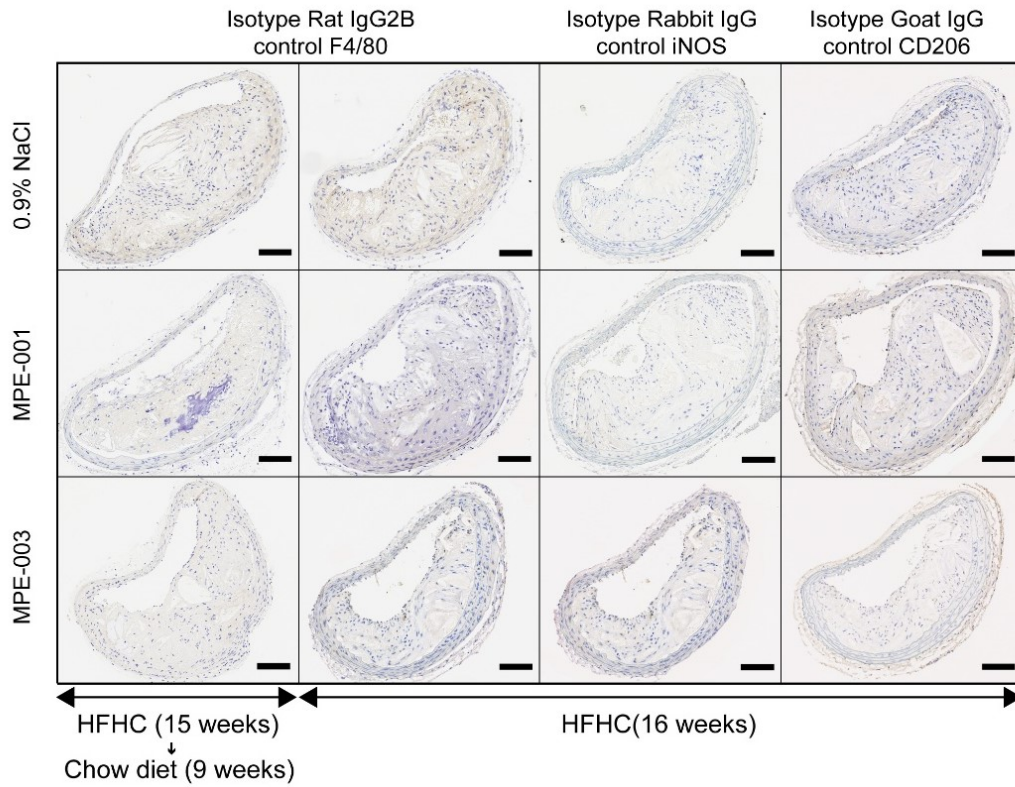 Isotype Rat IgG2B
control F4/80
Isotype Rabbit IgG
control iNOS
Isotype Goat IgG
control CD206
0.9% NaCl
MPE-001
MPE-003
HFHC (15 weeks)
HFHC(16 weeks)
Chow diet (9 weeks)